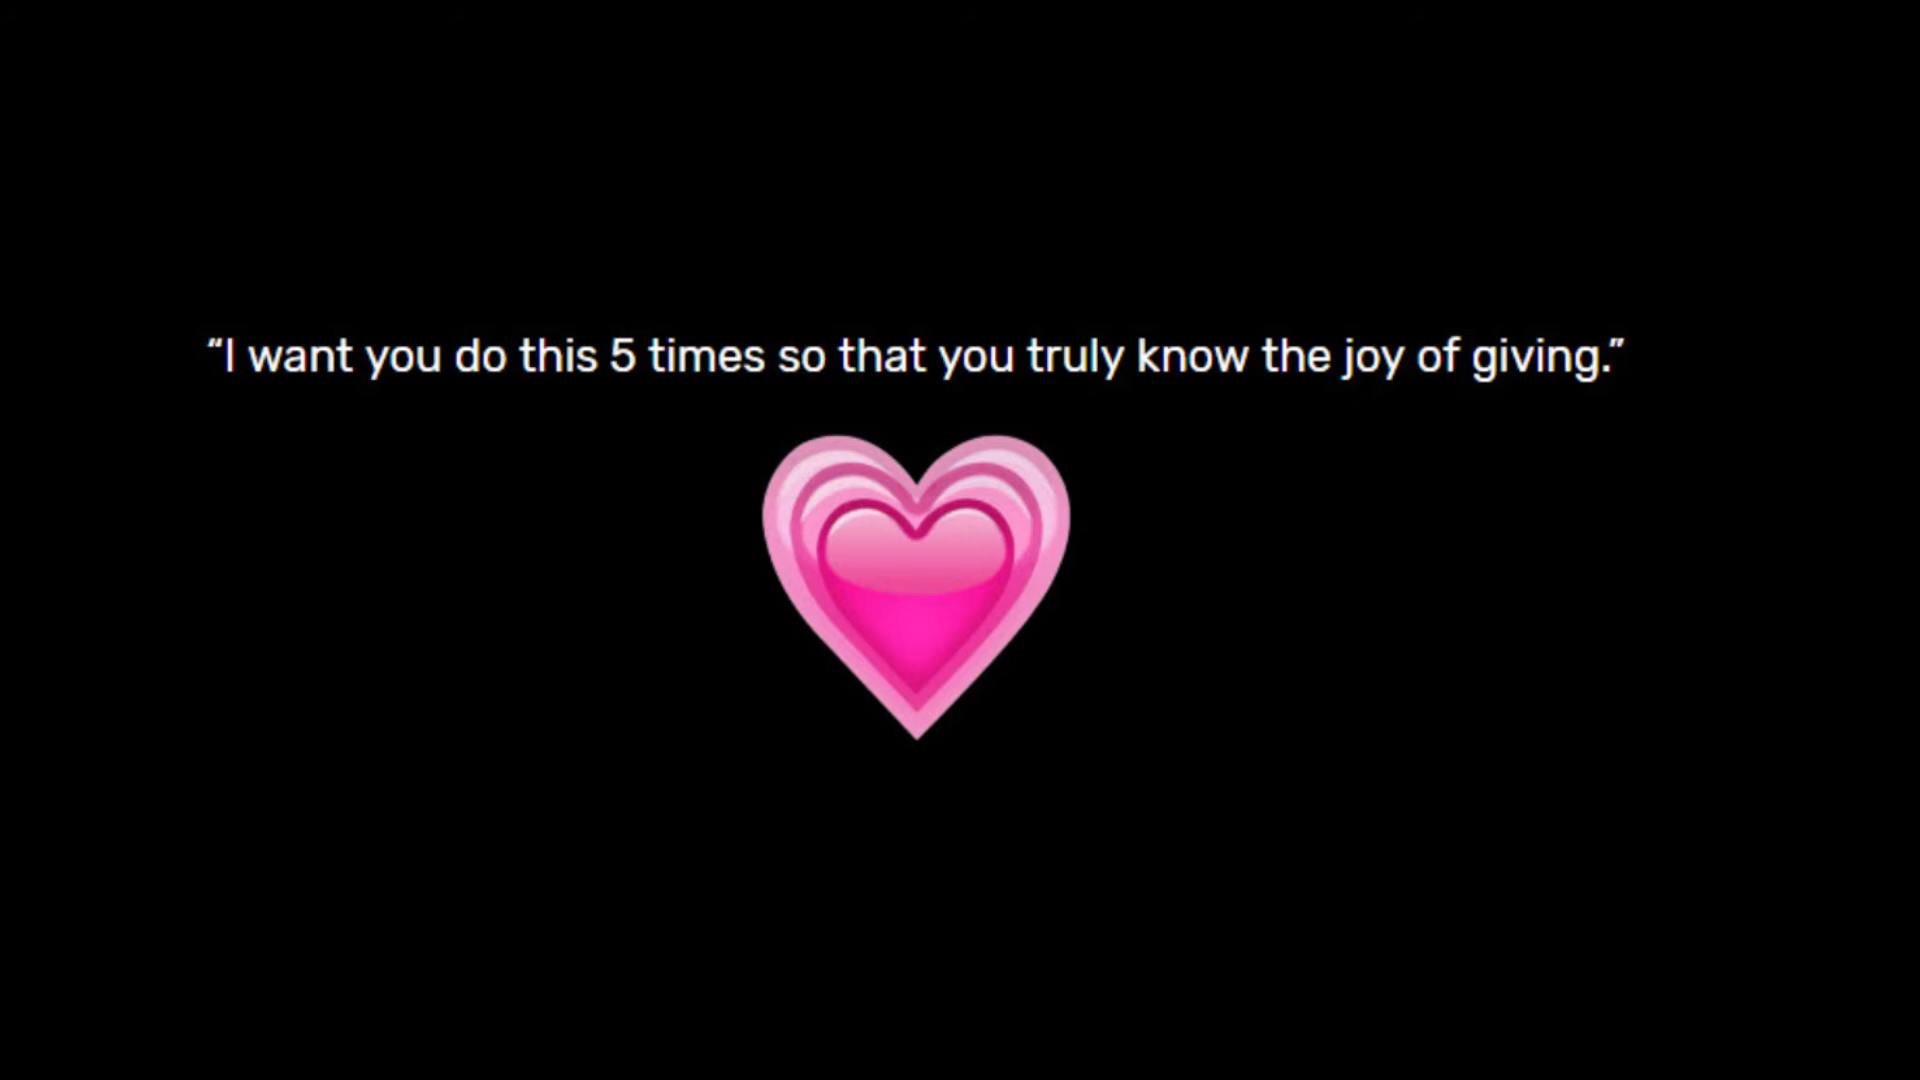 “I want you do this 5 times so that you truly know the joy of giving.”